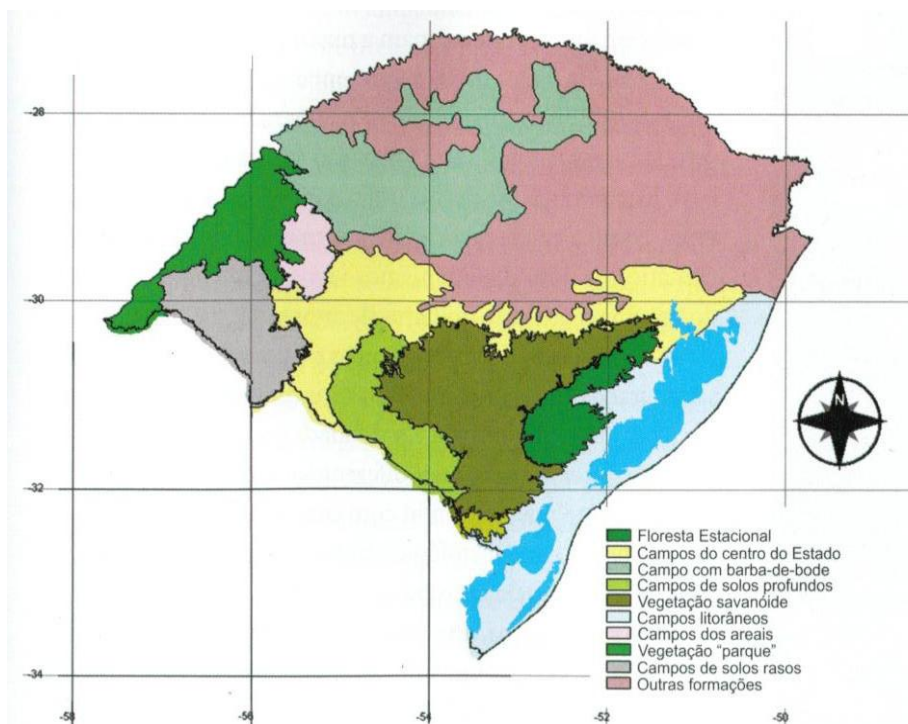 -28
-30
-32
-34
-58
-56
-54
-52
-50
N
Floresta Estacional
Campos do centro do Estado
Campo com barba-de-bode
Campos de solos profundos
Vegetação savanóide
Campos litorâneos
Campos dos areais
Vegetação "parque"
Campos de solos rasos
Outras formações